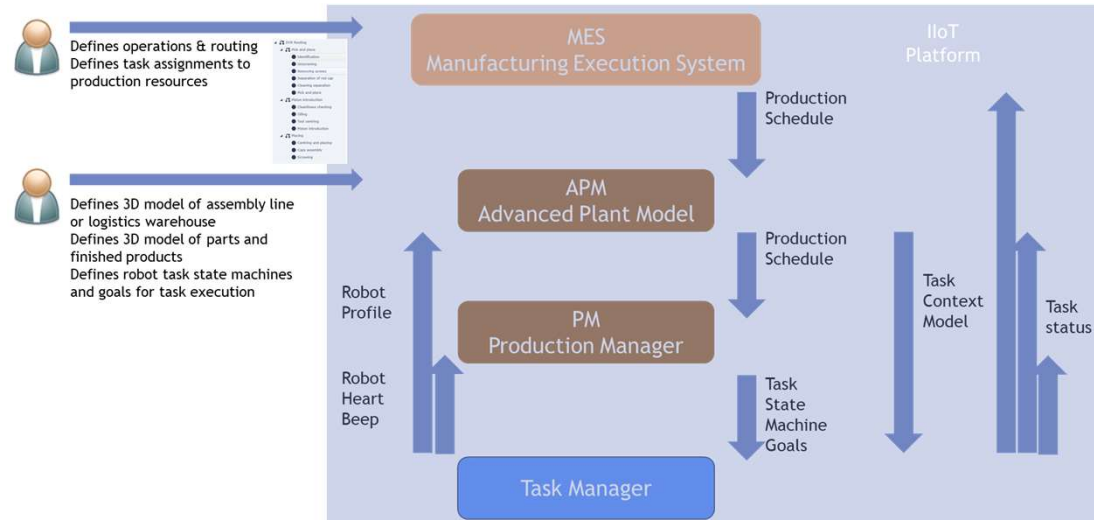 Defines operations & routing
Defines task assignments to
production resources
MES
Manufacturing Execution System
IIoT
Platform
Production
Schedule
Defines 3D model of assembly line
or logistics warehouse
Defines 3D model of parts and
finished products
Defines robot task state machines
and goals for task execution
APM
Advanced Plant Model
Production
Schedule
Robot
Profile
PM
Production Manager
Task
Context
Model
Task
status
Robot
Heart
Beep
Task
State
Machine
Goals
Task Manager